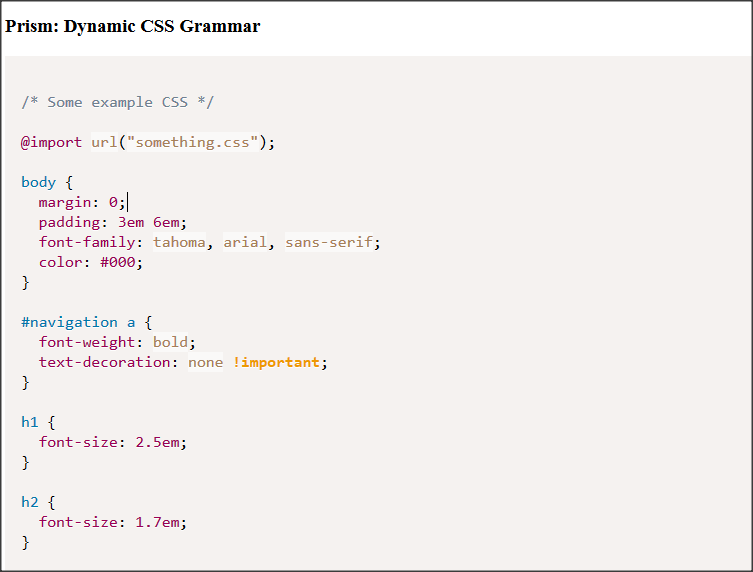 Prism: Dynamic CSS Grammar
/* Some example CSS */
@import url("something.css");
body {
  margin: 0;
  padding: 3em 6em;
  font-family: tahoma, arial, sans-serif;
  color: #000;
}
#navigation a {
  font-weight: bold;
  text-decoration: none !important;
}
h1 {
  font-size: 2.5em;
}
h2 {
  font-size: 1.7em;
}